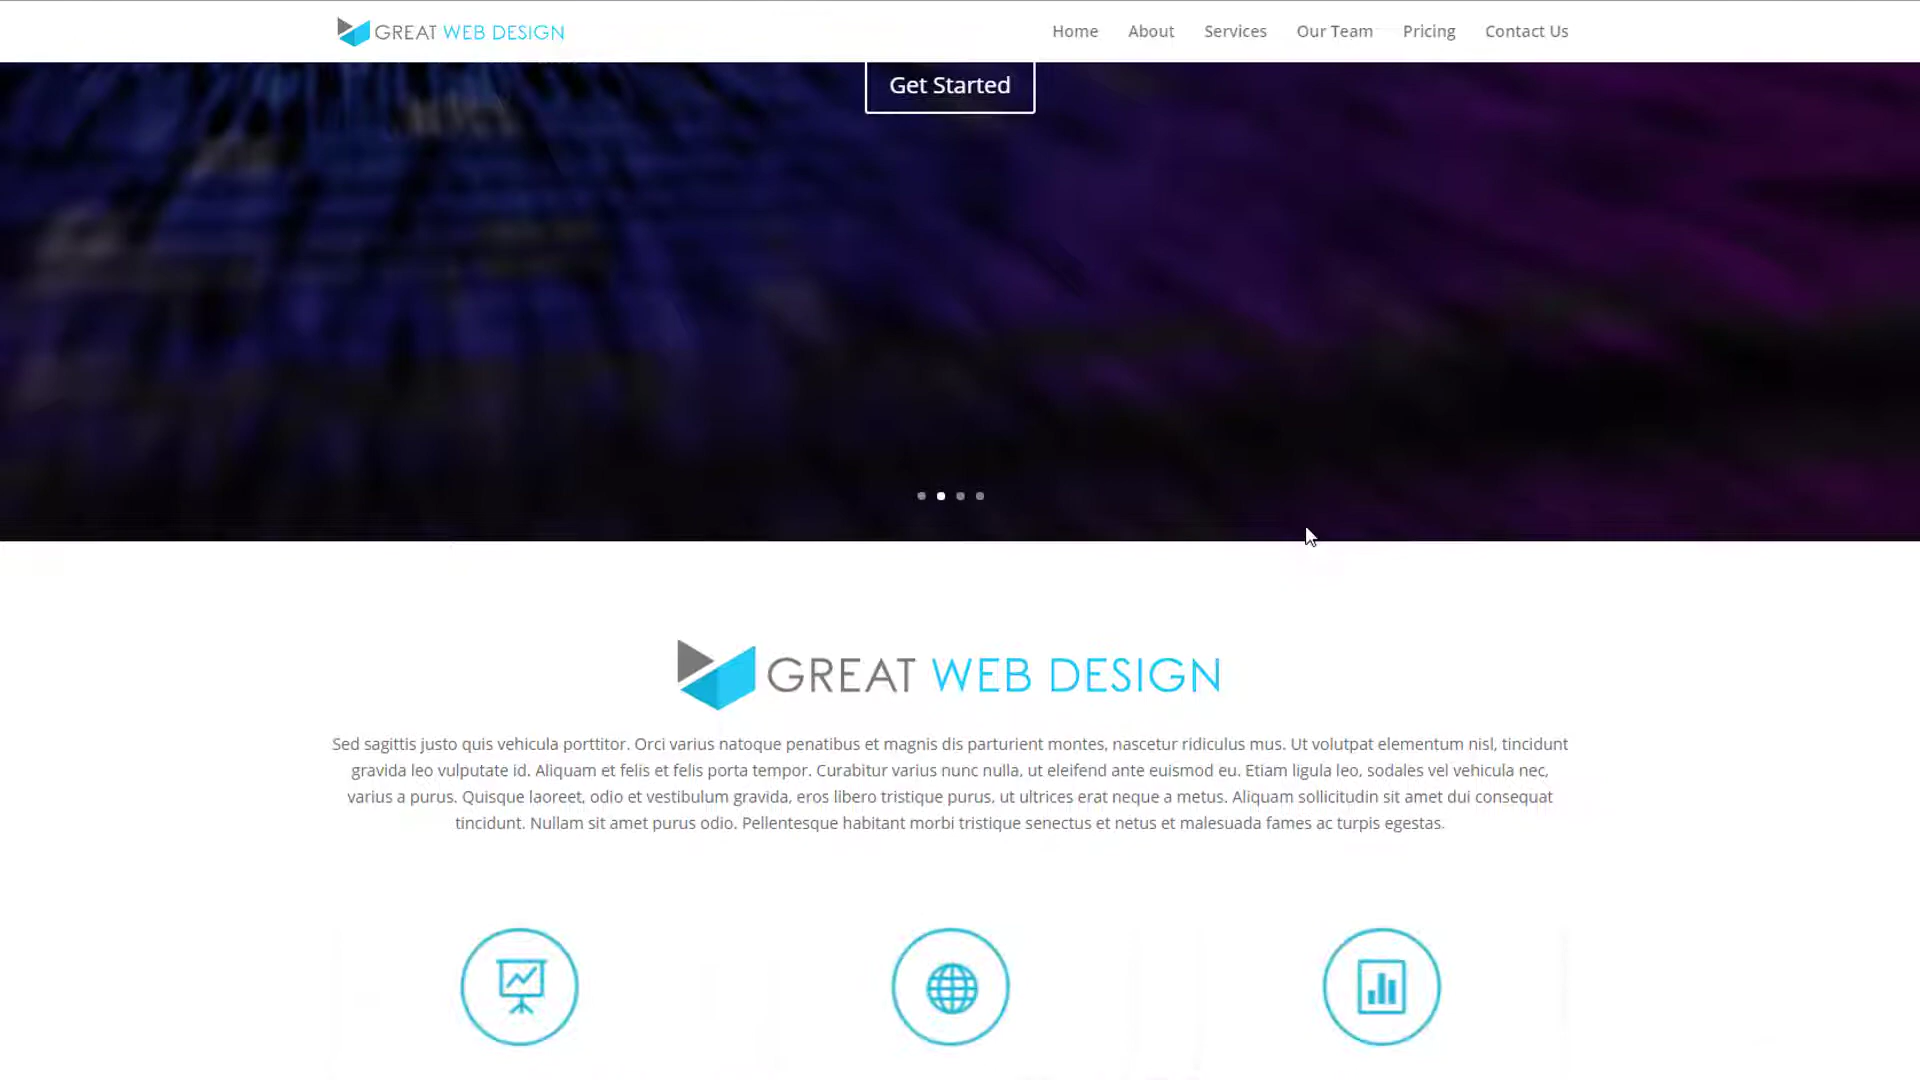 GREAT WEB DESIGN
Home About Services Our Team Pricing Contact Us
Get Started
GREAT WEB DESIGN
Sed sagittis justo quis vehicula porttitor. Orci varius natoque penatibus et magnis dis parturient montes, nascetur ridiculus mus. Ut volutpat elementum nisl, tincidunt
gravida leo vulputate id. Aliquam et felis et felis porta tempor. Curabitur varius nunc nulla, ut eleifend ante euismod eu. Etiam ligula leo, sodales vel vehicula nec,
varius a purus. Quisque laoreet, odio et vestibulum gravida, eros libero tristique purus, ut ultrices erat neque a metus. Aliquam sollicitudin sit amet dui consequat
tincidunt. Nullam sit amet purus odio. Pellentesque habitant morbi tristique senectus et netus et malesuada fames ac turpis egestas.